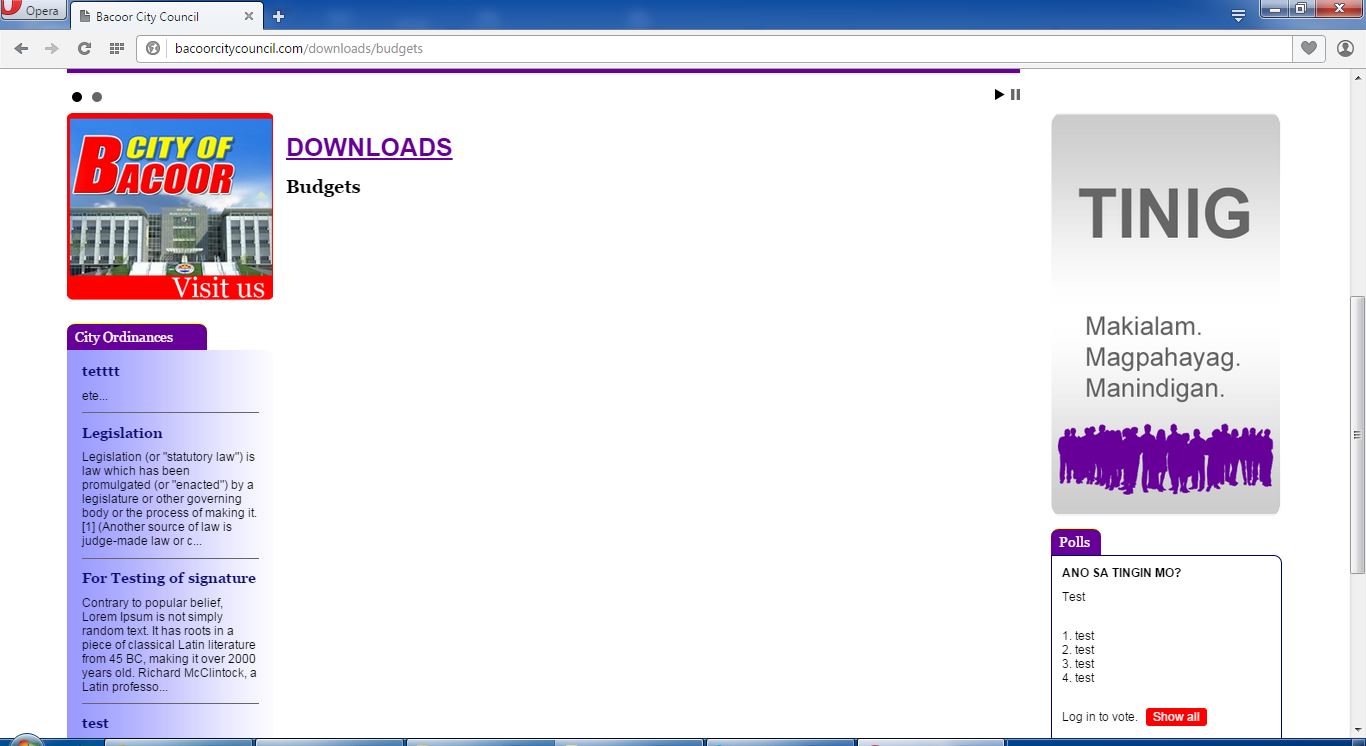 Opera
Bacoor City Council
bacoorcitycouncil.com/downloads/budgets
CITY OF
BACOOR
Visit us
DOWNLOADS
Budgets
City Ordinances
tetttt
ete...
Legislation
Legislation (or "statutory law") is
law which has been
promulgated (or "enacted") by a
legislature or other governing
body or the process of making it.
[1] (Another source of law is
judge-made law or c...
For Testing of signature
Contrary to popular belief,
Lorem Ipsum is not simply
random text. It has roots in a
piece of classical Latin literature
from 45 BC, making it over 2000
years old. Richard McClintock, a
Latin professo...
test
TINIG
Makialam.
Magpahayag.
Manindigan.
Polls
ANO SA TINGIN MO?
Test
1. test
2. test
3. test
4. test
Log in to vote. Show all